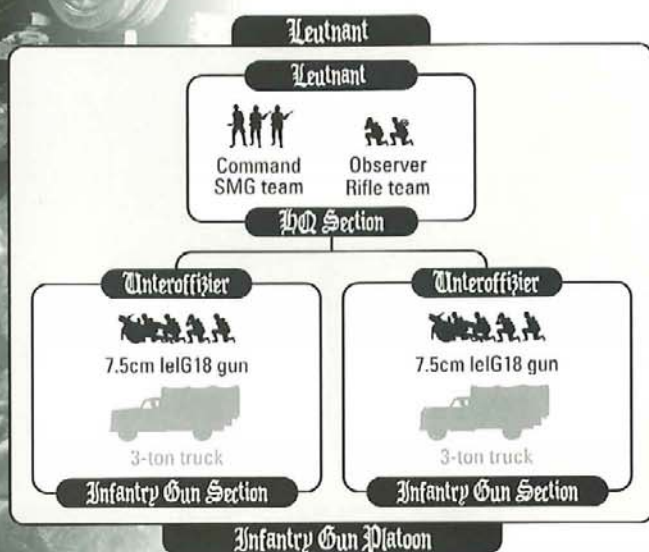 Leutnant
Leutnant
Command
SMG team
Observer
Rifle team
HQ Section
Unteroffizier
7.5cm leIG18 gun
3-ton truck
Infantry Gun Section
Unteroffizier
7.5cm leIG18 gun
3-ton truck
Infantry Gun Section
Infantry Gun Platoon